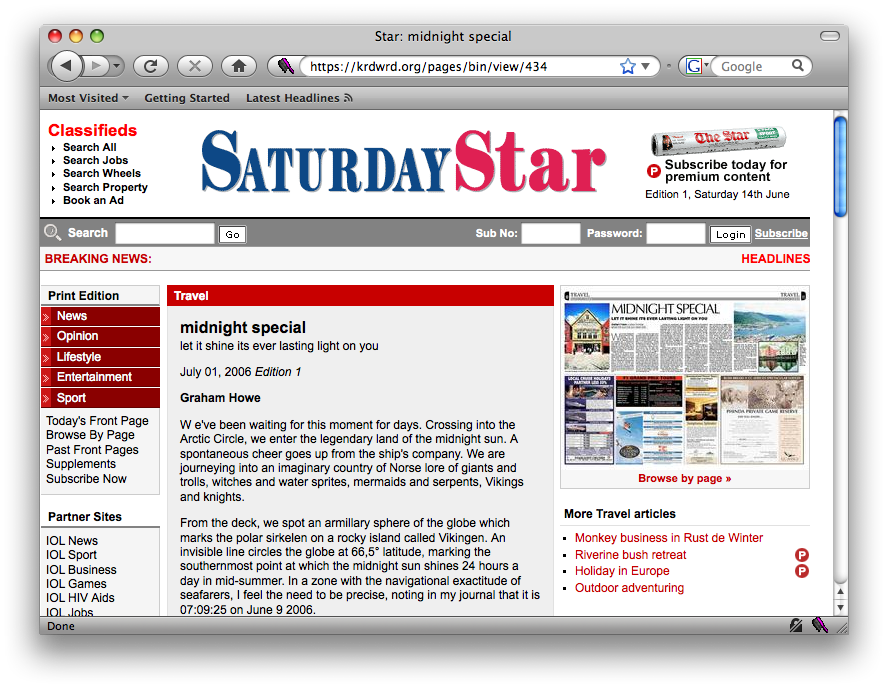 Star: midnight special
https://krdwrd.org/pages/bin/view/434
Google
Most Visited
Getting Started
Latest Headlines
Classifieds
Search All
Search Jobs
Search Wheels
Search Property
Book an Ad
SATURDAY Star
The Star
Subscribe today for
premium content
Edition 1, Saturday 14th June
Search
Go
Sub No:
Password:
Login
Subscribe
BREAKING NEWS:
HEADLINES
Print Edition
News
Opinion
Lifestyle
Entertainment
Sport
Today's Front Page
Browse By Page
Past Front Pages
Supplements
Subscribe Now
Partner Sites
IOL News
IOL Sport
IOL Business
IOL Games
IOL HIV Aids
IOL Jobs
Travel
midnight special
let it shine its ever lasting light on you
July 01, 2006 Edition 1
Graham Howe
W e've been waiting for this moment for days. Crossing into the
Arctic Circle, we enter the legendary land of the midnight sun. A
spontaneous cheer goes up from the ship's company. We are
journeying into an imaginary country of Norse lore of giants and
trolls, witches and water sprites, mermaids and serpents, Vikings
and knights.
From the deck, we spot an armillary sphere of the globe which
marks the polar sirkelen on a rocky island called Vikingen. An
invisible line circles the globe at 66,5° latitude, marking the
southernmost point at which the midnight sun shines 24 hours a
day in mid-summer. In a zone with the navigational exactitude of
seafarers, I feel the need to be precise, noting in my journal that it is
07:09:25 on June 9 2006.
TRAVEL
TRAVEL
MIDNIGHT SPECIAL
LET IT SHINE ITS EVER LASTING LIGHT ON YOU
PHINDA PRIVATE GAME RESERVE
Browse by page »
More Travel articles
Monkey business in Rust de Winter
Riverine bush retreat
P
Holiday in Europe
P
Outdoor adventuring
Done